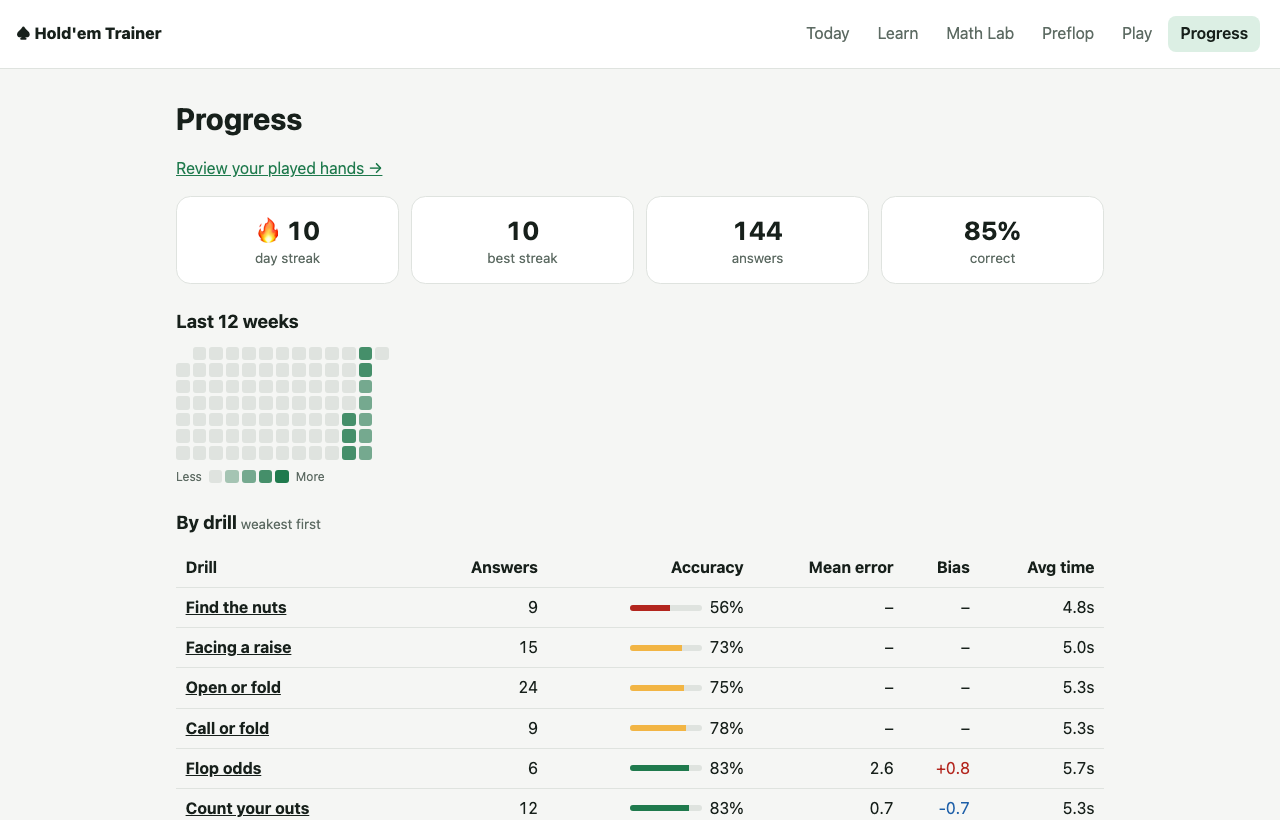 ♠ Hold'em Trainer Today Learn Math Lab Preflop Play Progress
Progress
Review your played hands →
🔥 10 10 144 85%
day streak best streak answers correct
Last 12 weeks
Less More
By drill weakest first
Drill Answers Accuracy Mean error Bias Avg time
Find the nuts 9 56% – – 4.8s
Facing a raise 15 73% – – 5.0s
Open or fold 24 75% – – 5.3s
Call or fold 9 78% – – 5.3s
Flop odds 6 83% 2.6 +0.8 5.7s
Count your outs 12 83% 0.7 -0.7 5.3s